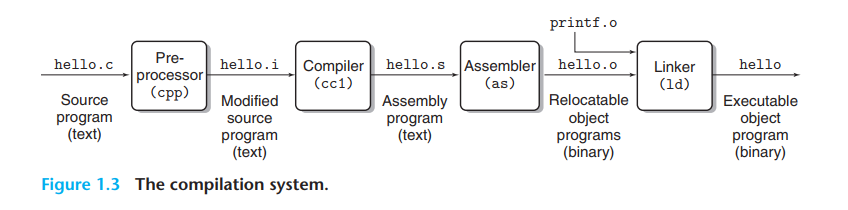 printf.o
hello.c
Pre-
processor
(cpp)
hello.i
Compiler
(cc1)
hello.s
Assembler
(as)
hello.o
Linker
(ld)
hello
Source
program
(text)
Modified
source
program
(text)
Assembly
program
(text)
Relocatable
object
programs
(binary)
Executable
object
program
(binary)
Figure 1.3 The compilation system.